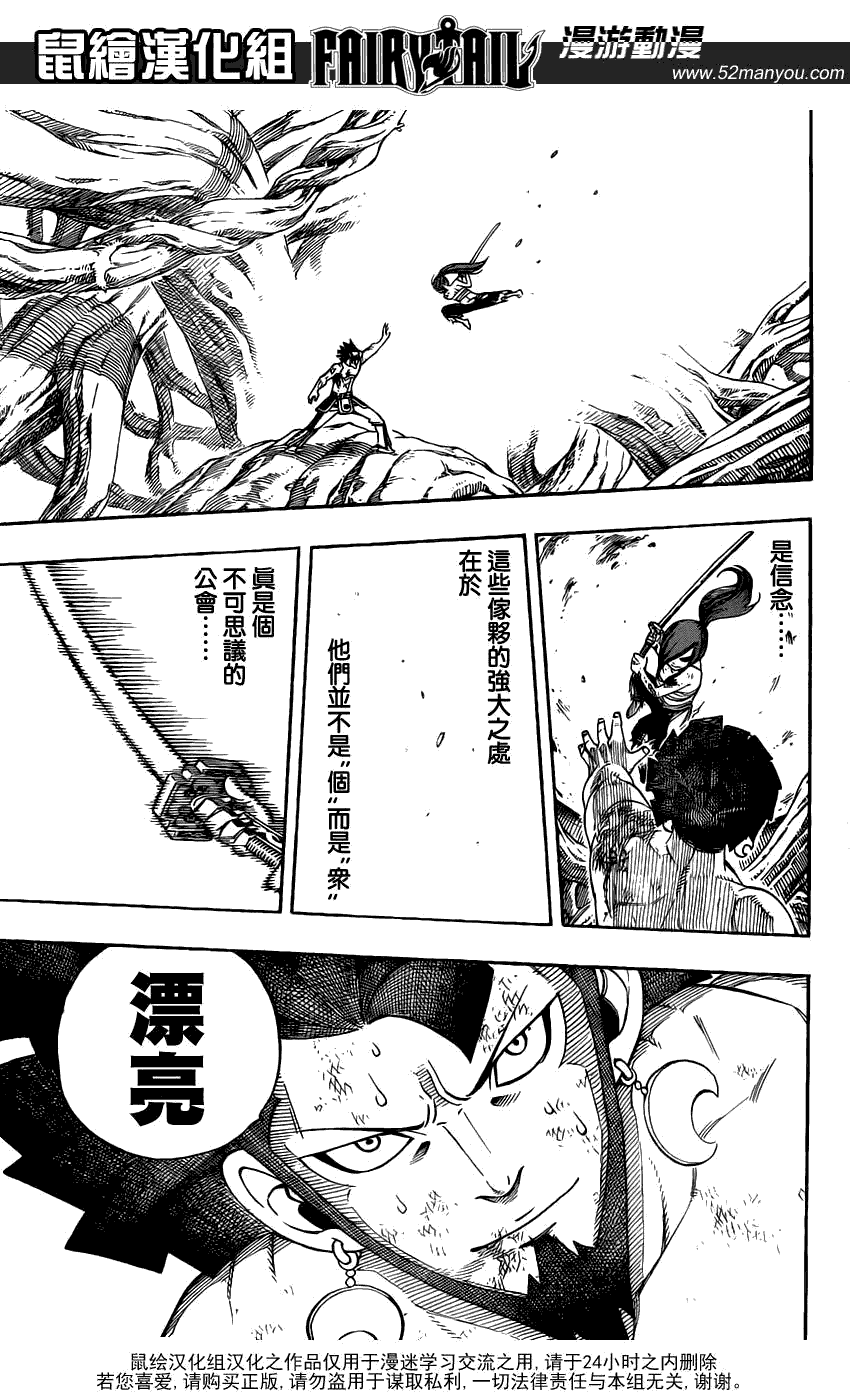 鼠繪漢化組
FAIRY TAIL
漫游動漫
www.52manyou.com
是信念……
這些傢夥的強大之處
在於
他們並不是〝個〞而是〝衆〞
眞是個
不可思議的
公會……
漂亮
鼠绘汉化组汉化之作品仅用于漫迷学习交流之用, 请于24小时之内删除
若您喜爱, 请购买正版, 请勿用于谋取私利, 一切法律责任与本组无关, 谢谢。